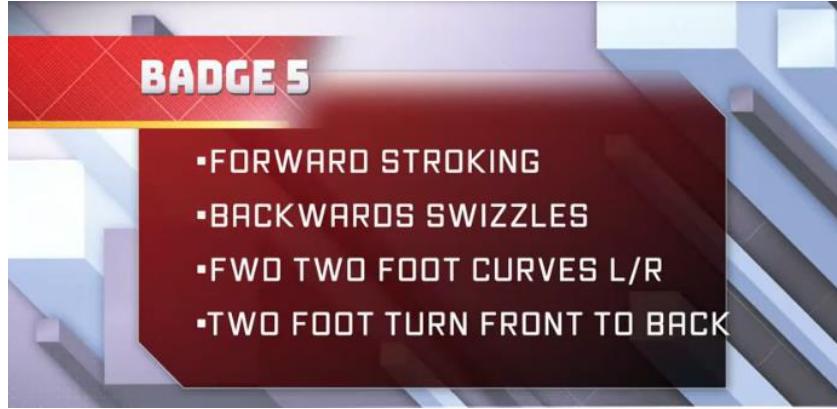 BADGE 5
▪FORWARD STROKING
▪BACKWARDS SWIZZLES
▪FWD TWO FOOT CURVES L/R
▪TWO FOOT TURN FRONT TO BACK